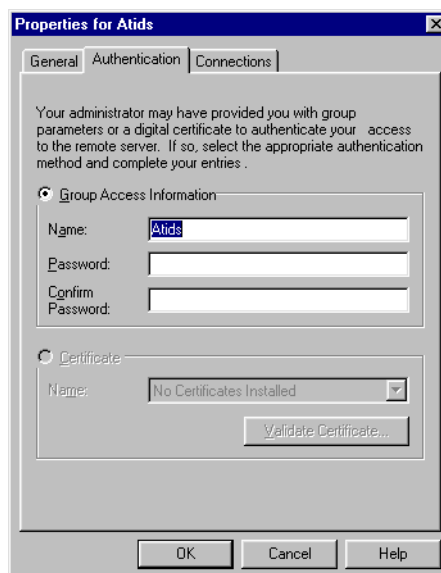 Properties for Atids
General Authentication Connections
Your administrator may have provided you with group
parameters or a digital certificate to authenticate your access
to the remote server. If so, select the appropriate authentication
method and complete your entries .
Group Access Information
Name: Atids
Password:
Confirm
Password:
Certificate
Name: No Certificates Installed
Validate Certificate...
OK Cancel Help